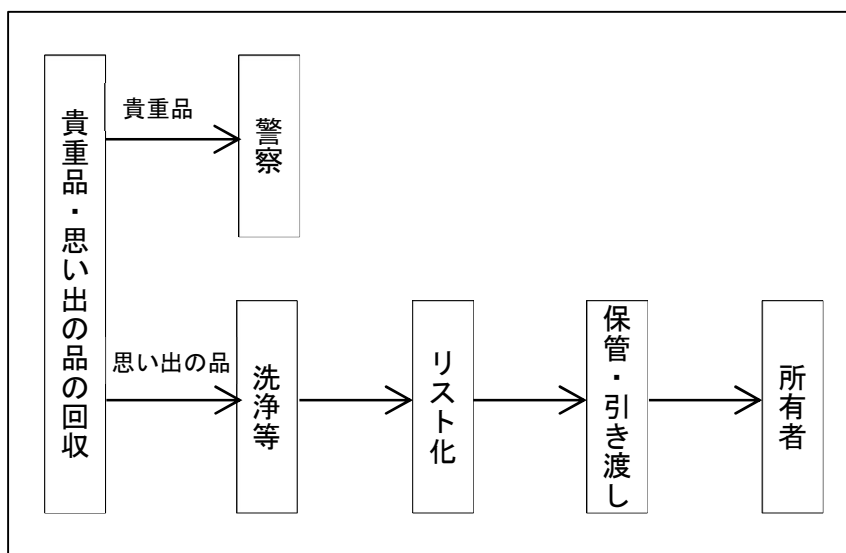 貴重品・思い出の品の回収
貴重品
警察
思い出の品
洗浄等
リスト化
保管・引き渡し
所有者